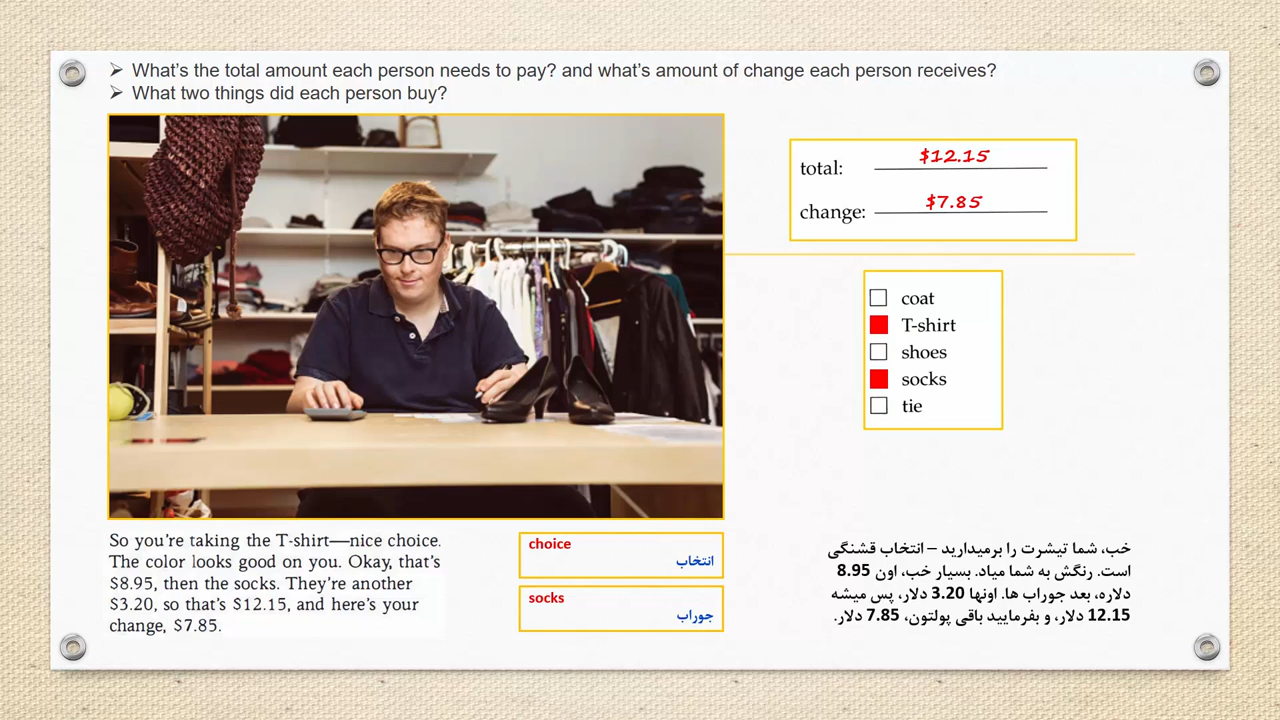 ➢ What's the total amount each person needs to pay? and what's amount of change each person receives?
➢ What two things did each person buy?
total: $12.15
change: $7.85
coat
T-shirt
shoes
socks
tie
So you're taking the T-shirt—nice choice.
The color looks good on you. Okay, that's
$8.95, then the socks. They're another
$3.20, so that's $12.15, and here's your
change, $7.85.
choice
انتخاب
socks
جوراب
خب، شما تیشرت را برمیدارید – انتخاب قشنگی
است. رنگش به شما میاد. بسیار خب، اون 8.95
دلاره، بعد جوراب ها. اونها 3.20 دلار، پس میشه
12.15 دلار، و بفرمایید باقی پولتون، 7.85 دلار.